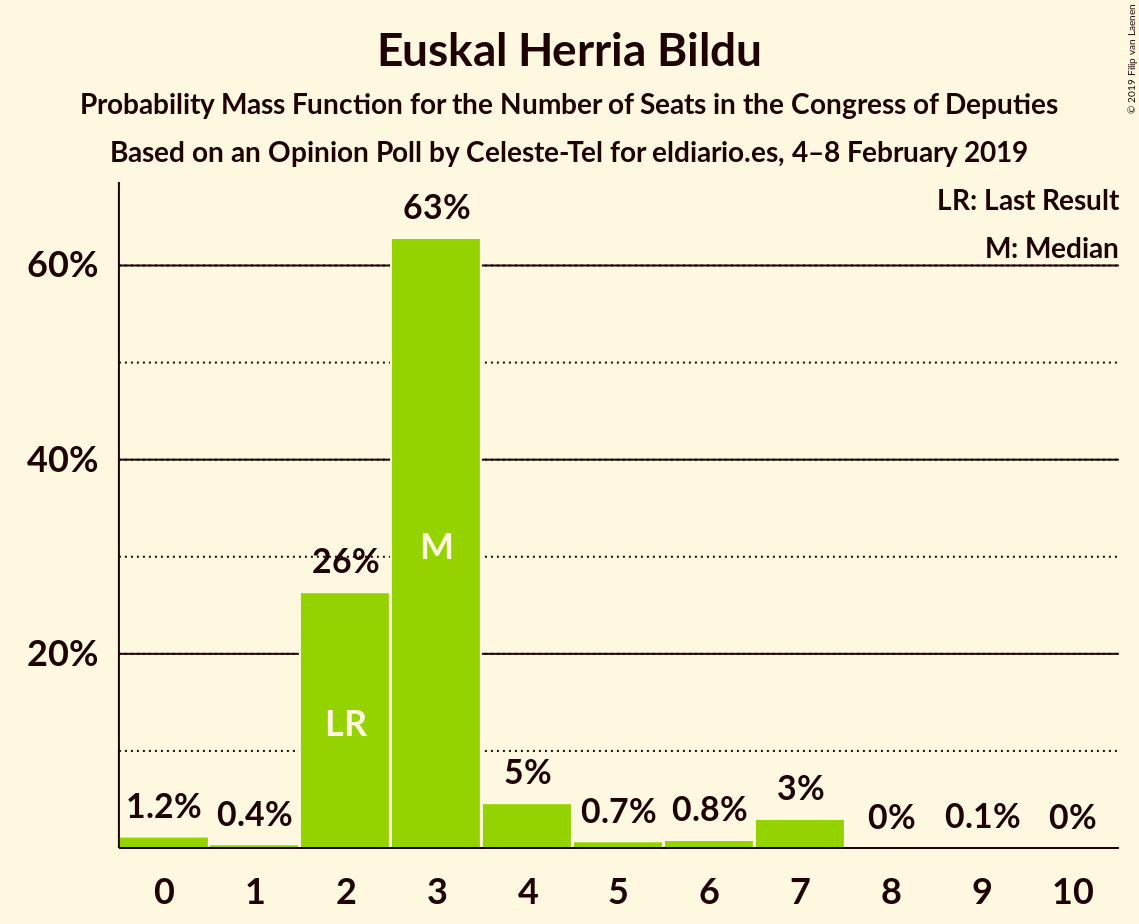 Euskal Herria Bildu
Probability Mass Function for the Number of Seats in the Congress of Deputies
Based on an Opinion Poll by Celeste-Tel for eldiario.es, 4–8 February 2019
© 2019 Filip van Laenen
LR: Last Result
M: Median
63%
60%
40%
26%
M
20%
LR
5%
3%
1.2%
0.4%
0.7%
0.8%
0%
0.1%
0%
0 1 2 3 4 5 6 7 8 9 10